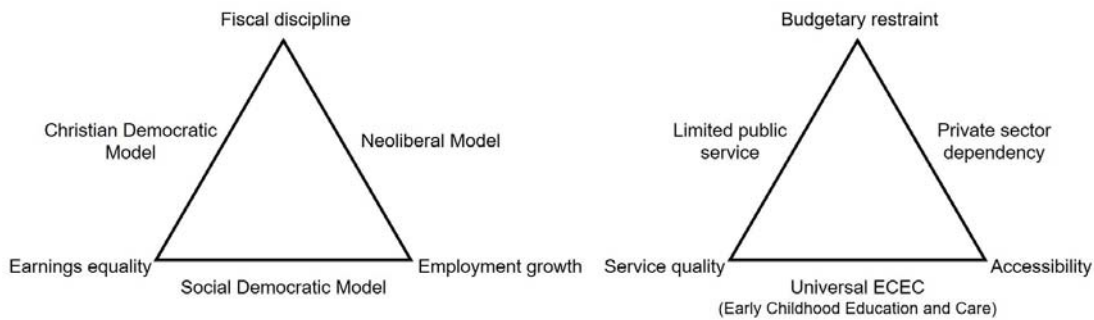 Fiscal discipline
Christian Democratic
Model
Neoliberal Model
Earnings equality
Employment growth
Social Democratic Model
Budgetary restraint
Limited public
service
Private sector
dependency
Service quality
Accessibility
Universal ECEC
(Early Childhood Education and Care)